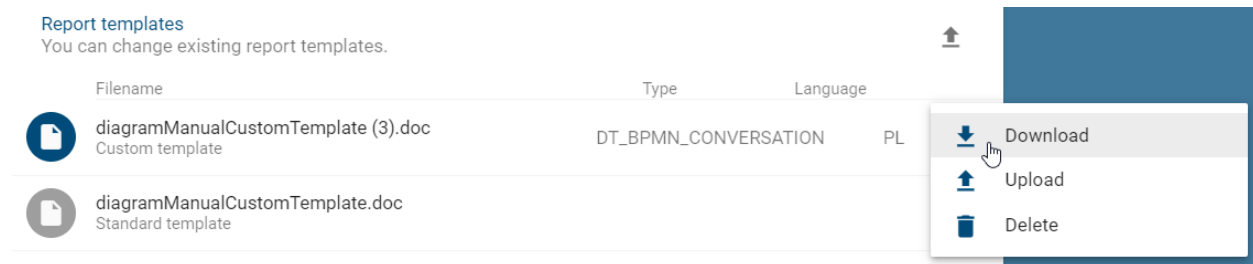 Report templates
You can change existing report templates.
Filename Type Language
diagramManualCustomTemplate (3).doc
Custom template
DT_BPMN_CONVERSATION PL
Download
Upload
diagramManualCustomTemplate.doc
Standard template
Delete